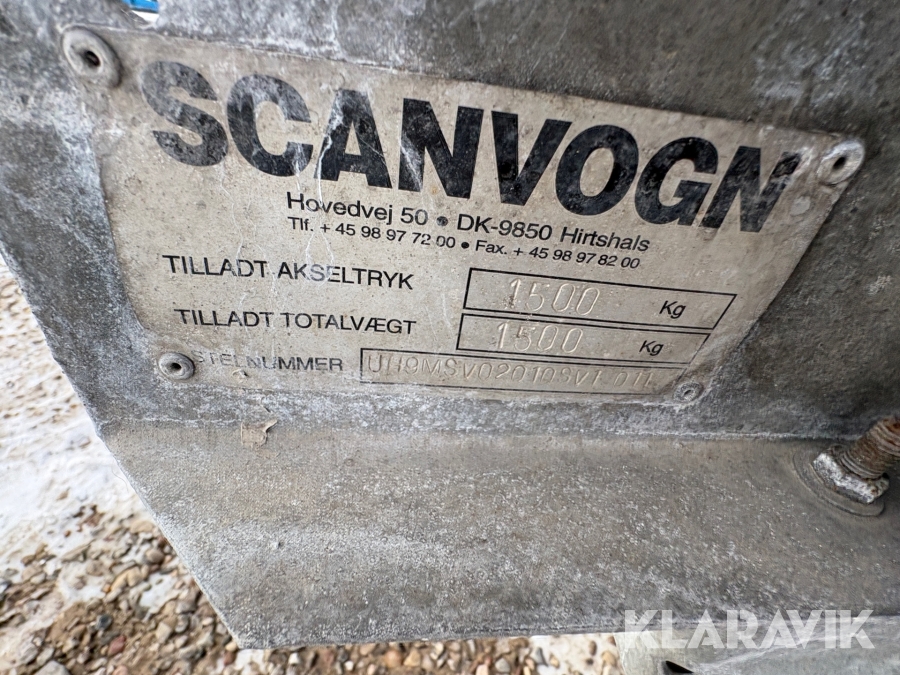 SCANVOGN
Hovedvej 50 • DK-9850 Hirtshals
Tlf. + 45 98 97 72 00 • Fax. + 45 98 97 82 00
TILLADT AKSELTRYK 1500 Kg
TILLADT TOTALVÆGT 1500 Kg
STELNUMMER
KLARAVIK